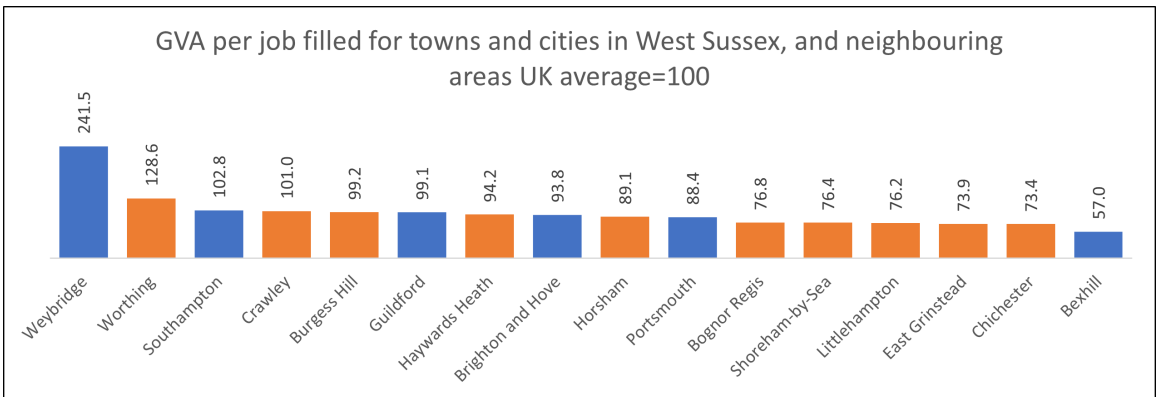 GVA per job filled for towns and cities in West Sussex, and neighbouring
areas UK average=100
241.5
128.6
102.8
101.0
99.2
99.1
94.2
93.8
89.1
88.4
76.8
76.4
76.2
73.9
73.4
57.0
Weybridge
Worthing
Southampton
Crawley
Burgess Hill
Guildford
Haywards Heath
Brighton and Hove
Horsham
Portsmouth
Bognor Regis
Shoreham-by-Sea
Littlehampton
East Grinstead
Chichester
Bexhill